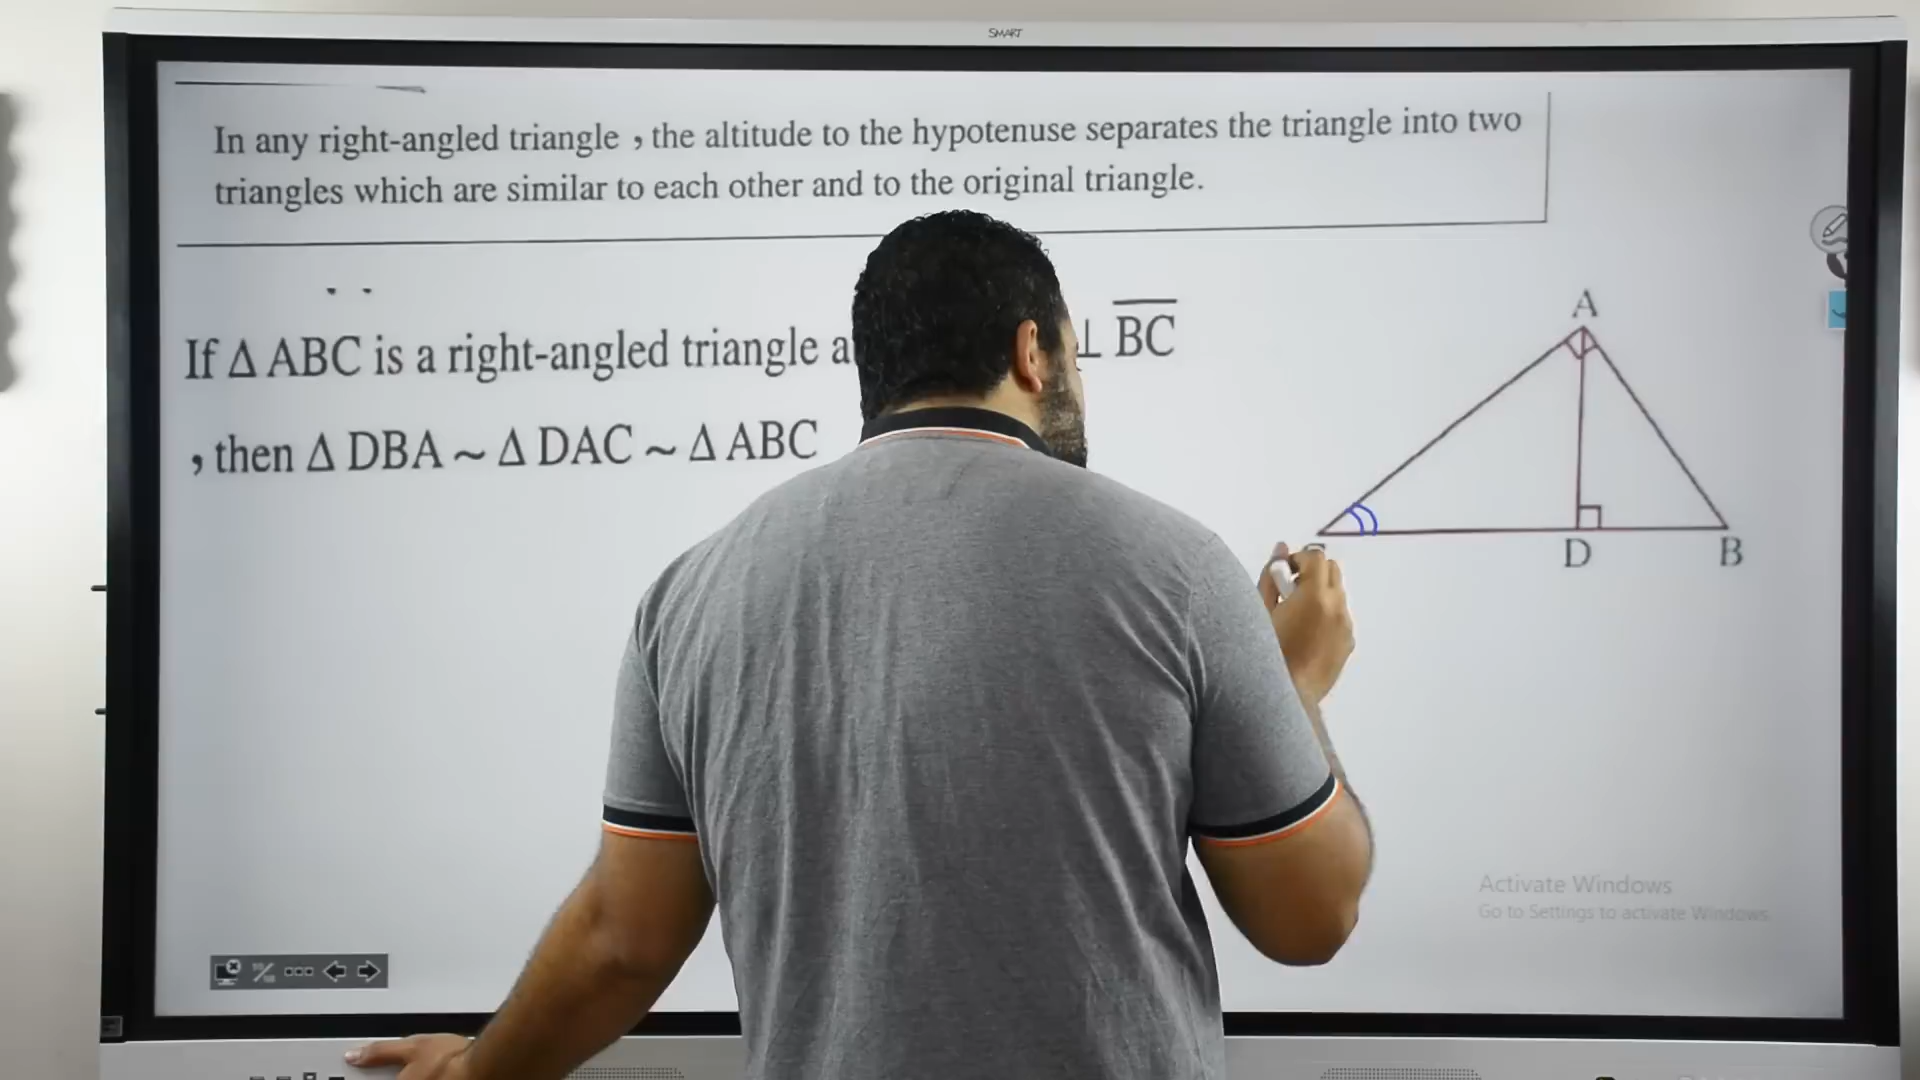 SMART
In any right-angled triangle , the altitude to the hypotenuse separates the triangle into two
triangles which are similar to each other and to the original triangle.
If Δ ABC is a right-angled triangle ⊥ BC
, then Δ DBA ~ Δ DAC ~ Δ ABC
A
D
B
Activate Windows
Go to Settings to activate Windows.